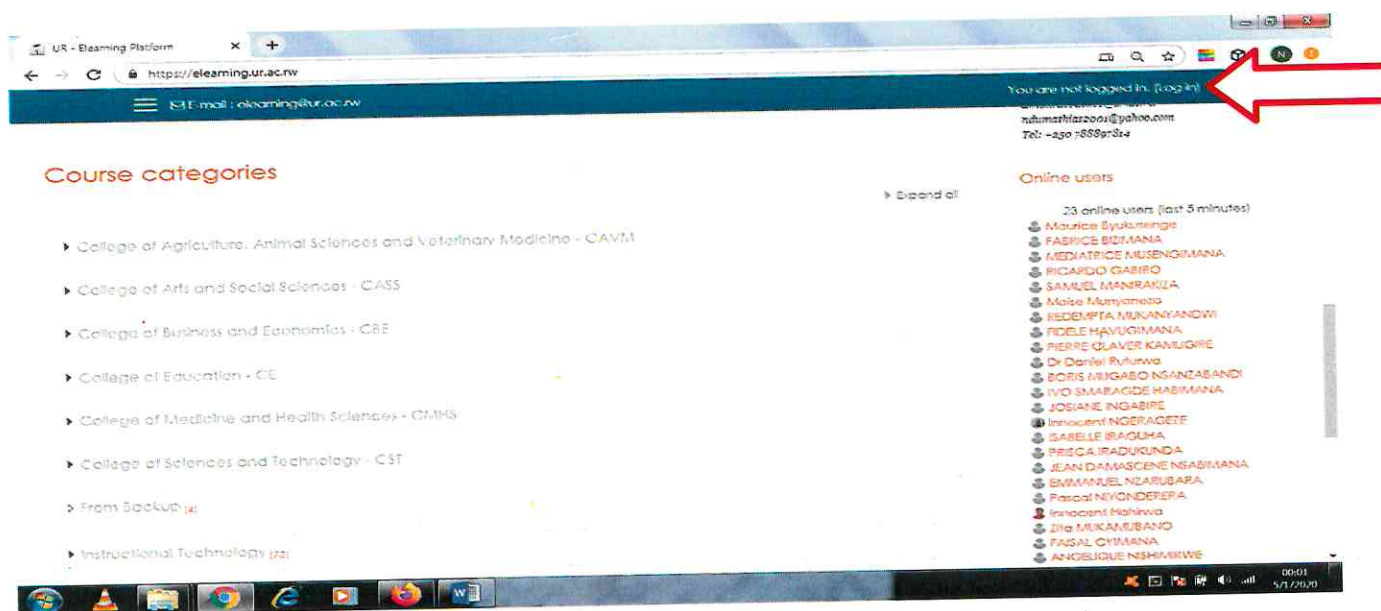 UR - Elearning Platform
https://elearning.ur.ac.rw
N
E-mail : elearning@ur.ac.rw
You are not logged in. (Log in)
ndumathias2001@yahoo.com
Tel: +250 788897814
Course categories
Expand all
College of Agriculture, Animal Sciences and Veterinary Medicine - CAVM
College of Arts and Social Sciences - CASS
College of Business and Economics - CBE
College of Education - CE
College of Medicine and Health Sciences - CMHS
College of Sciences and Technology - CST
From Backup (4)
Instructional Technology
Online users
23 online users (last 5 minutes)
Maurice Byukusenge
FABRICE BIZIMANA
MEDIATRICE MUSENGIMANA
RICARDO GABIRO
SAMUEL MANIRAKIZA
Moise Munyaneza
REDEMPTA MUKANYANDWI
FIDELE HAVUGIMANA
PIERRE CLAVER KAMUGIRE
Dr Daniel Rufurwa
BORIS MUGABO NSANZABANDI
IVO SMARAGDE HABIMANA
JOSIANE INGABIRE
Innocent NGERAGEZE
ISABELLE IRAGUHA
PRISCA IRADUKUNDA
JEAN DAMASCENE NSABIMANA
EMMANUEL NZARUBARA
Pascal NIYONDERERA
Innocent Hahirwa
Zita MUKAMUBANO
FAISAL CYIMANA
ANGELIQUE NISHIMIRWE
00:01
5/1/2020